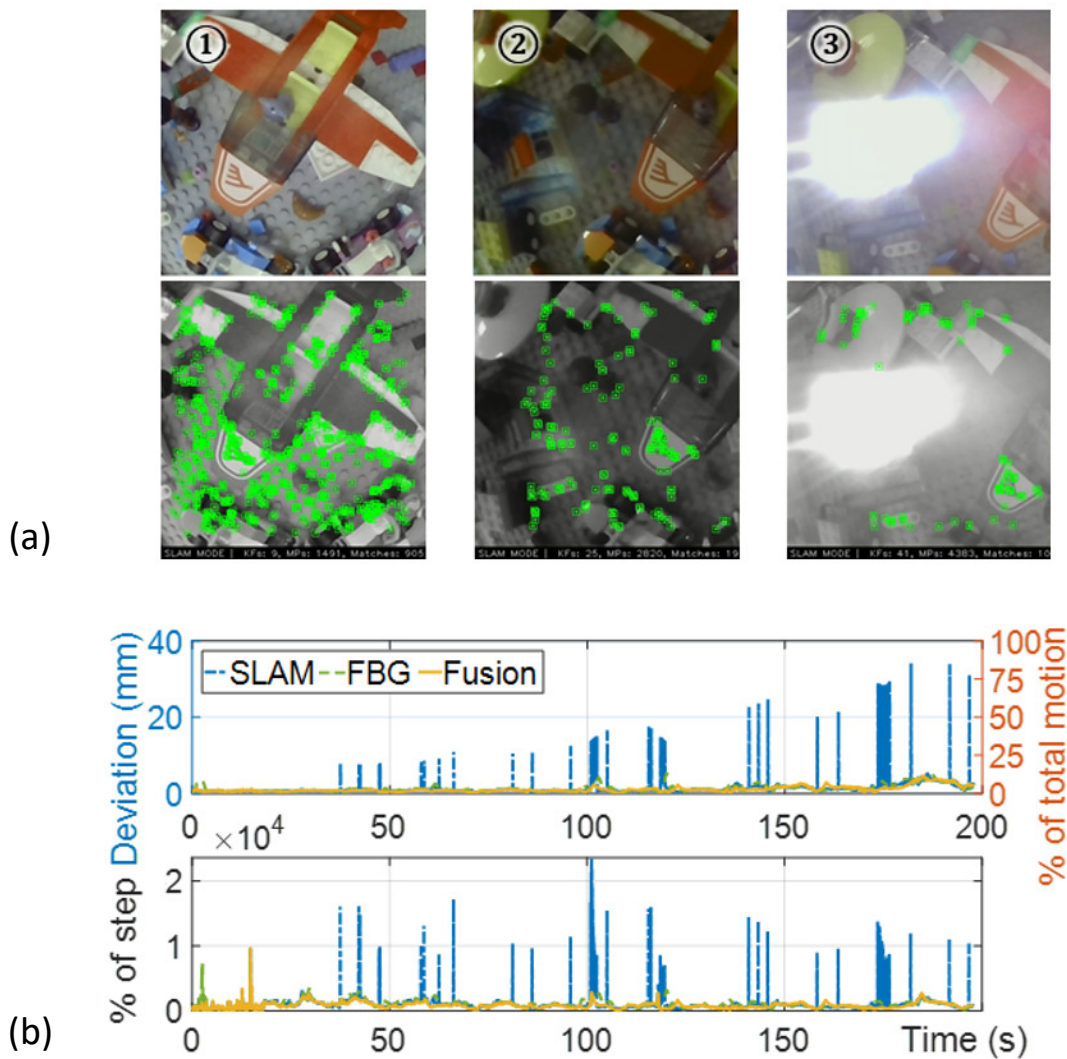 ① ② ③
SLAM MODE | KFs: 9, MPs: 1491, Matches: 905
SLAM MODE | KFs: 25, MPs: 2820, Matches: 19
SLAM MODE | KFs: 41, MPs: 4383, Matches: 10
(a)
Deviation (mm)
40
20
0
SLAM FBG Fusion
100
75
50
25
0
% of total motion
0 50 100 150 200
×10⁴
% of step
2
1
0
0 50 100 150 Time (s)
(b)